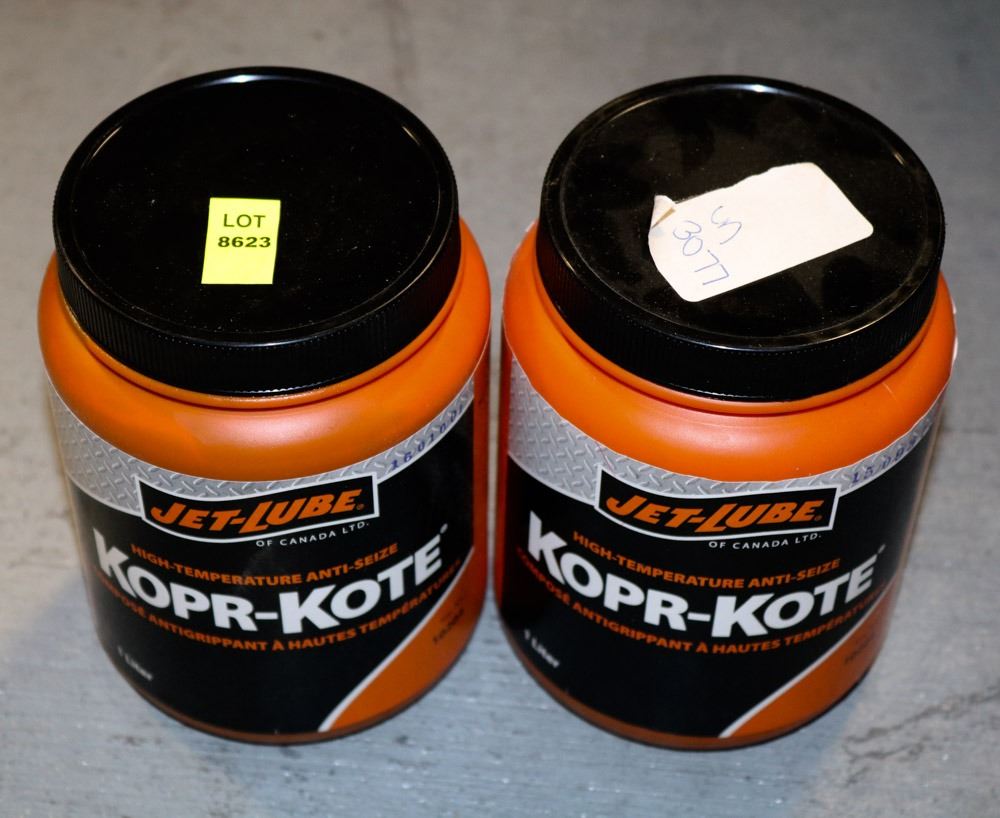 LOT
8623
JET-LUBE®
OF CANADA LTD.
HIGH-TEMPERATURE ANTI-SEIZE
KOPR-KOTE®
COMPOSÉ ANTIGRIPPANT À HAUTES TEMPÉRATURES
1 Liter
3077
JET-LUBE®
OF CANADA LTD.
HIGH-TEMPERATURE ANTI-SEIZE
KOPR-KOTE®
COMPOSÉ ANTIGRIPPANT À HAUTES TEMPÉRATURES
1 Liter